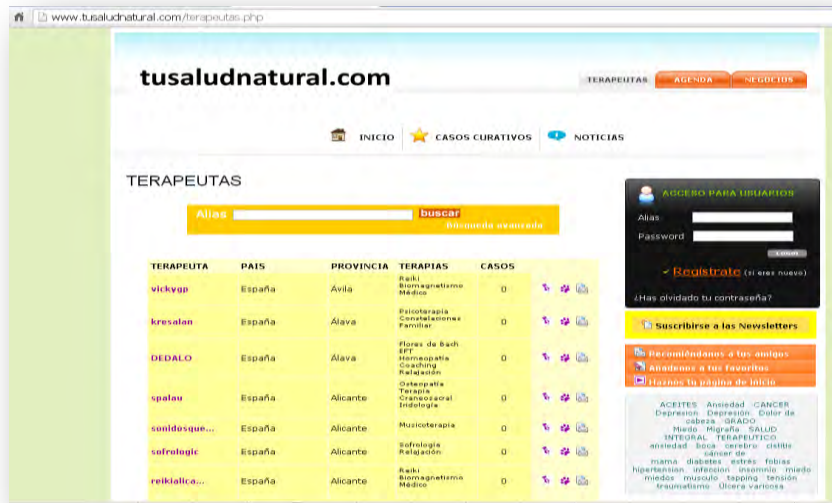 www.tusaludnatural.com/terapeutas.php
tusaludnatural.com
TERAPEUTAS AGENDA NEGOCIOS
INICIO CASOS CURATIVOS NOTICIAS
TERAPEUTAS
Alias buscar
Búsqueda avanzada
TERAPEUTA PAIS PROVINCIA TERAPIAS CASOS
vickygp España Ávila Reiki Biomagnetismo Médico 0
kresalan España Álava Psicoterapia Constelaciones Familiar 0
DEDALO España Álava Flores de Bach EFT Homeopatía Coaching Relajación 0
spalau España Alicante Osteopatía Terapia Craneosacral Iridología 0
sonidosque... España Alicante Musicoterapia 0
sofrologic España Alicante Sofrología Relajación 0
reikialica... España Alicante Reiki Biomagnetismo Médico 0
ACCESO PARA USUARIOS
Alias
Password
Regístrate (si eres nuevo)
¿Has olvidado tu contraseña?
Suscribirse a las Newsletters
Recomiéndanos a tus amigos
Añádenos a tus favoritos
Haznos tu página de inicio
ACEITES Ansiedad CANCER
Depresion Depresión Dolor de
cabeza GRADO
Miedo Migraña SALUD
INTEGRAL TERAPEUTICO
ansiedad boca cerebro cistitis
cáncer de
mama diabetes estrés fobias
hipertension infeccion insomnio miedo
miedos musculo tapping tensión
traumatismo Úlcera varicosa